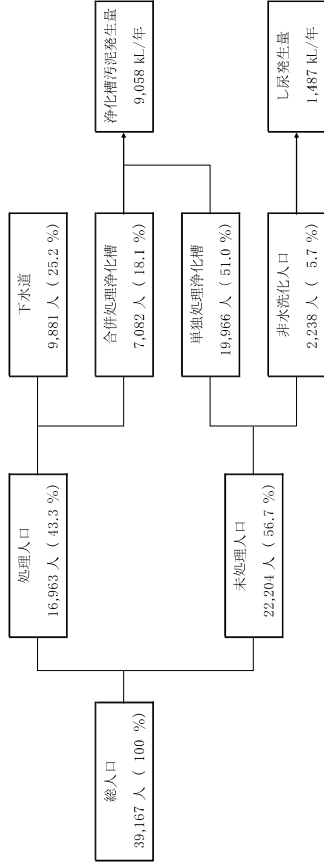 総人口
39,167 人 ( 100 %)
処理人口
16,963 人 ( 43.3 %)
下水道
9,881 人 ( 25.2 %)
合併処理浄化槽
7,082 人 ( 18.1 %)
浄化槽汚泥発生量
9,058 kL/年
未処理人口
22,204 人 ( 56.7 %)
単独処理浄化槽
19,966 人 ( 51.0 %)
非水洗化人口
2,238 人 ( 5.7 %)
し尿発生量
1,487 kL/年